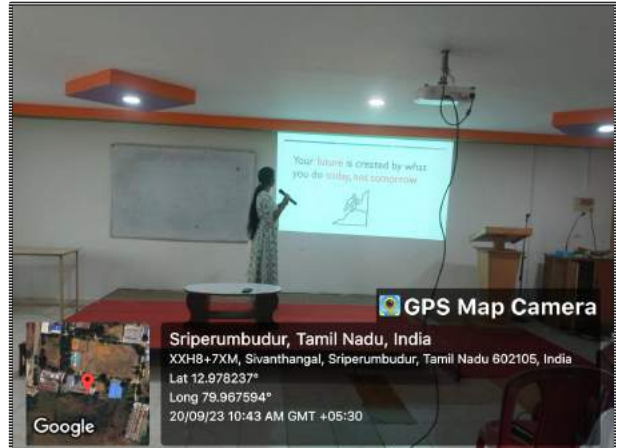 Your future is created by what
you do today, not tomorrow
GPS Map Camera
Sriperumbudur, Tamil Nadu, India
XXH8+7XM, Sivanthangal, Sriperumbudur, Tamil Nadu 602105, India
Lat 12.978237°
Long 79.967594°
20/09/23 10:43 AM GMT +05:30
Google